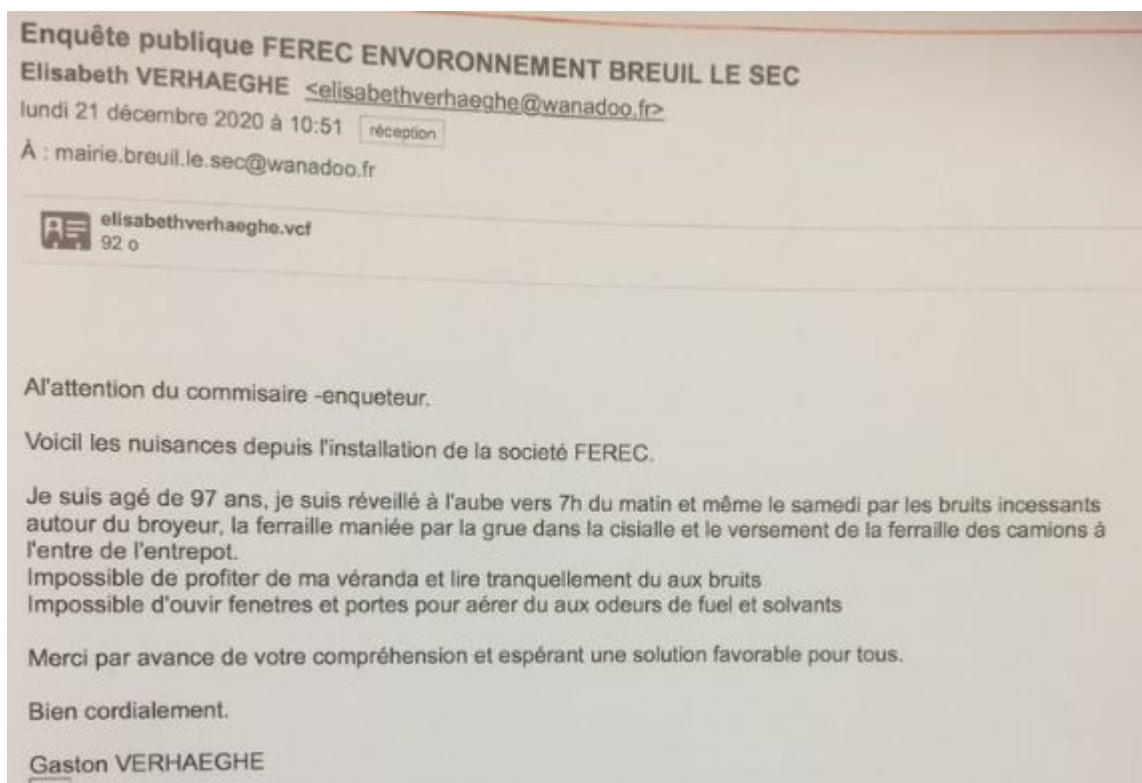 Enquête publique FEREC ENVORONNEMENT BREUIL LE SEC
Elisabeth VERHAEGHE <elisabethverhaeghe@wanadoo.fr>
lundi 21 décembre 2020 à 10:51 réception
À : mairie.breuil.le.sec@wanadoo.fr
elisabethverhaeghe.vcf
92 o
Al'attention du commisaire -enqueteur.
Voicil les nuisances depuis l'installation de la societé FEREC.
Je suis agé de 97 ans, je suis réveillé à l'aube vers 7h du matin et même le samedi par les bruits incessants
autour du broyeur, la ferraille maniée par la grue dans la cisialle et le versement de la ferraille des camions â
l'entre de l'entrepot.
Impossible de profiter de ma véranda et lire tranquellement du aux bruits
Impossible d'ouvir fenetres et portes pour aérer du aux odeurs de fuel et solvants
Merci par avance de votre compréhension et espérant une solution favorable pour tous.
Bien cordialement.
Gaston VERHAEGHE